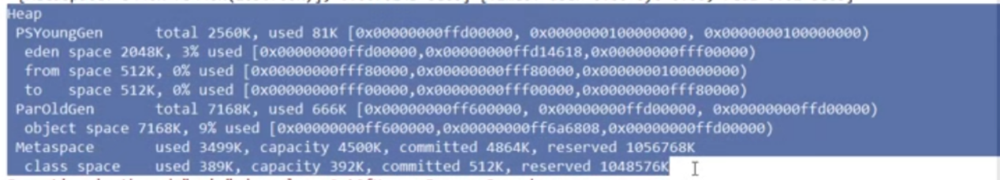 Heap
PSYoungGen total 2560K, used 81K [0x00000000ffd00000, 0x0000000100000000, 0x0000000100000000)
eden space 2048K, 3% used [0x00000000ffd00000,0x00000000ffd14618,0x00000000fff00000)
from space 512K, 0% used [0x00000000fff80000,0x00000000fff80000,0x0000000100000000)
to space 512K, 0% used [0x00000000fff00000,0x00000000fff00000,0x00000000fff80000)
ParOldGen total 7168K, used 666K [0x00000000ff600000, 0x00000000ffd00000, 0x00000000ffd00000)
object space 7168K, 9% used [0x00000000ff600000,0x00000000ff6a6808,0x00000000ffd00000)
Metaspace used 3499K, capacity 4500K, committed 4864K, reserved 1056768K
class space used 389K, capacity 392K, committed 512K, reserved 1048576K